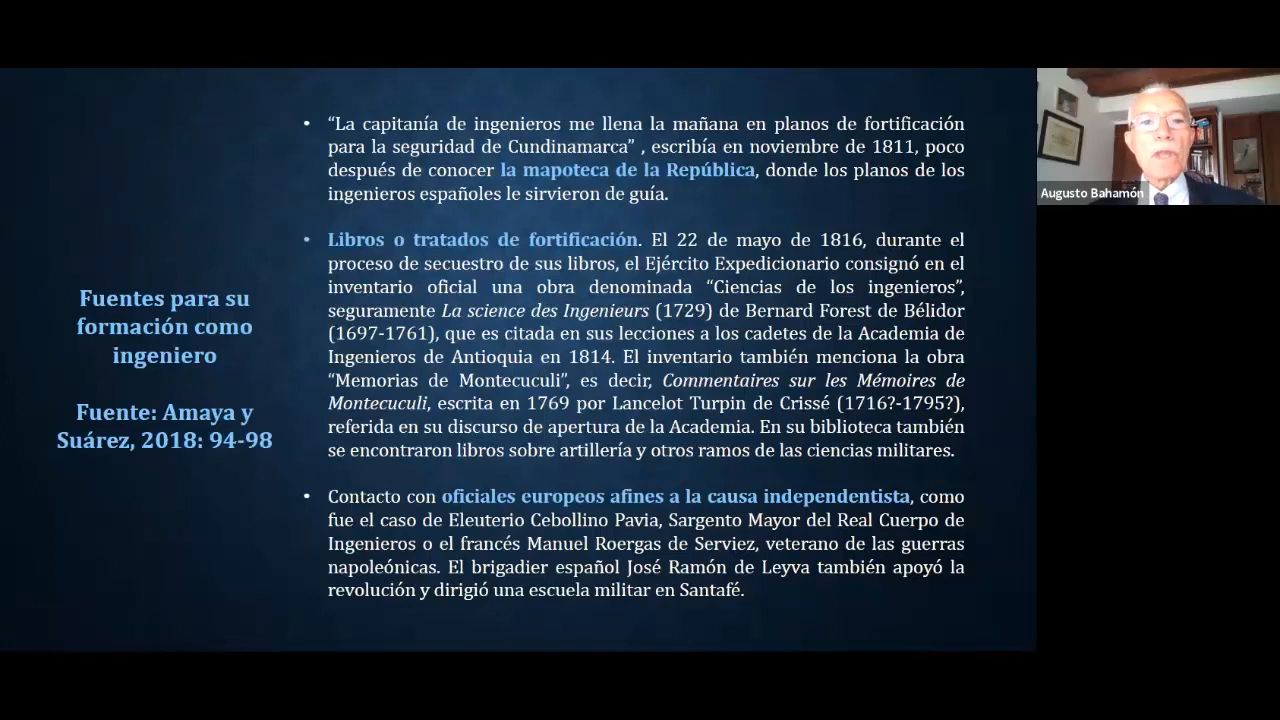 Fuentes para su
formación como
ingeniero
Fuente: Amaya y
Suárez, 2018: 94-98
• “La capitanía de ingenieros me llena la mañana en planos de fortificación
para la seguridad de Cundinamarca” , escribía en noviembre de 1811, poco
después de conocer la mapoteca de la República, donde los planos de los
ingenieros españoles le sirvieron de guía.
• Libros o tratados de fortificación. El 22 de mayo de 1816, durante el
proceso de secuestro de sus libros, el Ejército Expedicionario consignó en el
inventario oficial una obra denominada “Ciencias de los ingenieros”,
seguramente La science des Ingenieurs (1729) de Bernard Forest de Bélidor
(1697-1761), que es citada en sus lecciones a los cadetes de la Academia de
Ingenieros de Antioquia en 1814. El inventario también menciona la obra
“Memorias de Montecuculi”, es decir, Commentaires sur les Mémoires de
Montecuculi, escrita en 1769 por Lancelot Turpin de Crissé (1716?-1795?),
referida en su discurso de apertura de la Academia. En su biblioteca también
se encontraron libros sobre artillería y otros ramos de las ciencias militares.
• Contacto con oficiales europeos afines a la causa independentista, como
fue el caso de Eleuterio Cebollino Pavia, Sargento Mayor del Real Cuerpo de
Ingenieros o el francés Manuel Roergas de Serviez, veterano de las guerras
napoleónicas. El brigadier español José Ramón de Leyva también apoyó la
revolución y dirigió una escuela militar en Santafé.
Augusto Bahamón